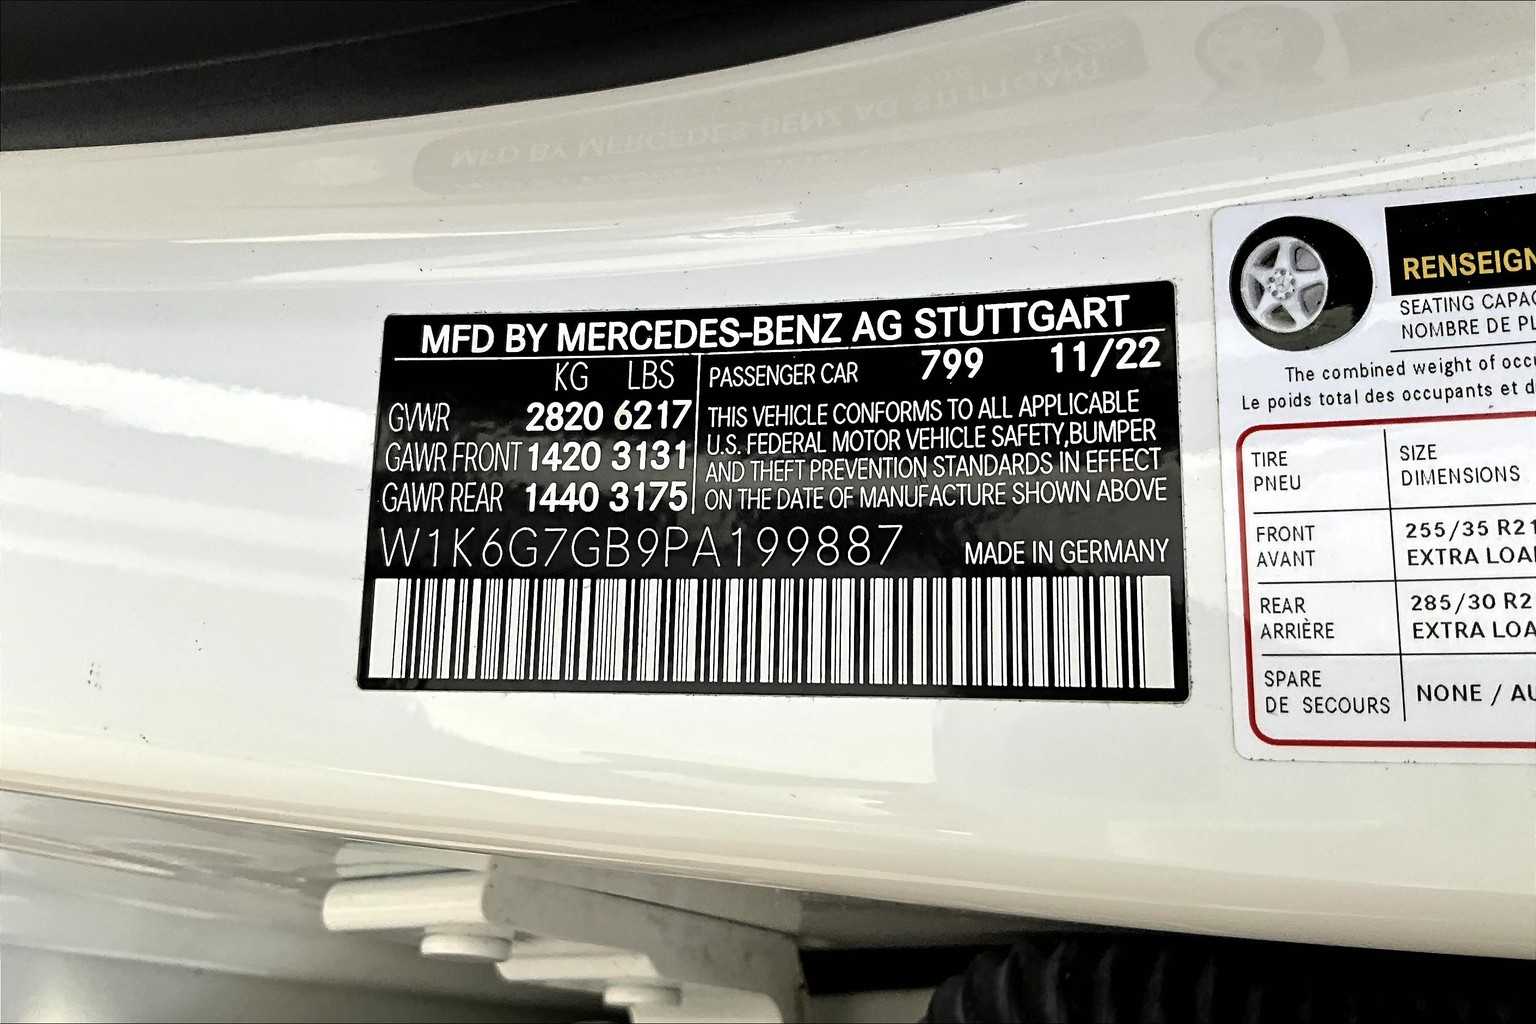 MFD BY MERCEDES-BENZ AG STUTTGART
KG LBS
PASSENGER CAR 799 11/22
GVWR 2820 6217
GAWR FRONT 1420 3131
GAWR REAR 1440 3175
THIS VEHICLE CONFORMS TO ALL APPLICABLE
U.S. FEDERAL MOTOR VEHICLE SAFETY,BUMPER
AND THEFT PREVENTION STANDARDS IN EFFECT
ON THE DATE OF MANUFACTURE SHOWN ABOVE
W1K6G7GB9PA199887
MADE IN GERMANY
RENSEIGN
SEATING CAPAC
NOMBRE DE PL
The combined weight of occu
Le poids total des occupants et d
TIRE
PNEU
SIZE
DIMENSIONS
FRONT
AVANT
255/35 R21
EXTRA LOA
REAR
ARRIÈRE
285/30 R2
EXTRA LOA
SPARE
DE SECOURS
NONE / AU